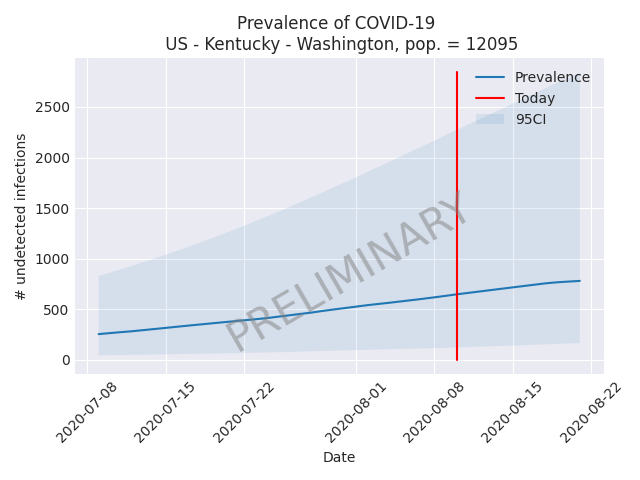 Prevalence of COVID-19
US - Kentucky - Washington, pop. = 12095
Prevalence
Today
95CI
# undetected infections
2500
2000
1500
1000
500
0
PRELIMINARY
2020-07-08
2020-07-15
2020-07-22
2020-08-01
2020-08-08
2020-08-15
2020-08-22
Date